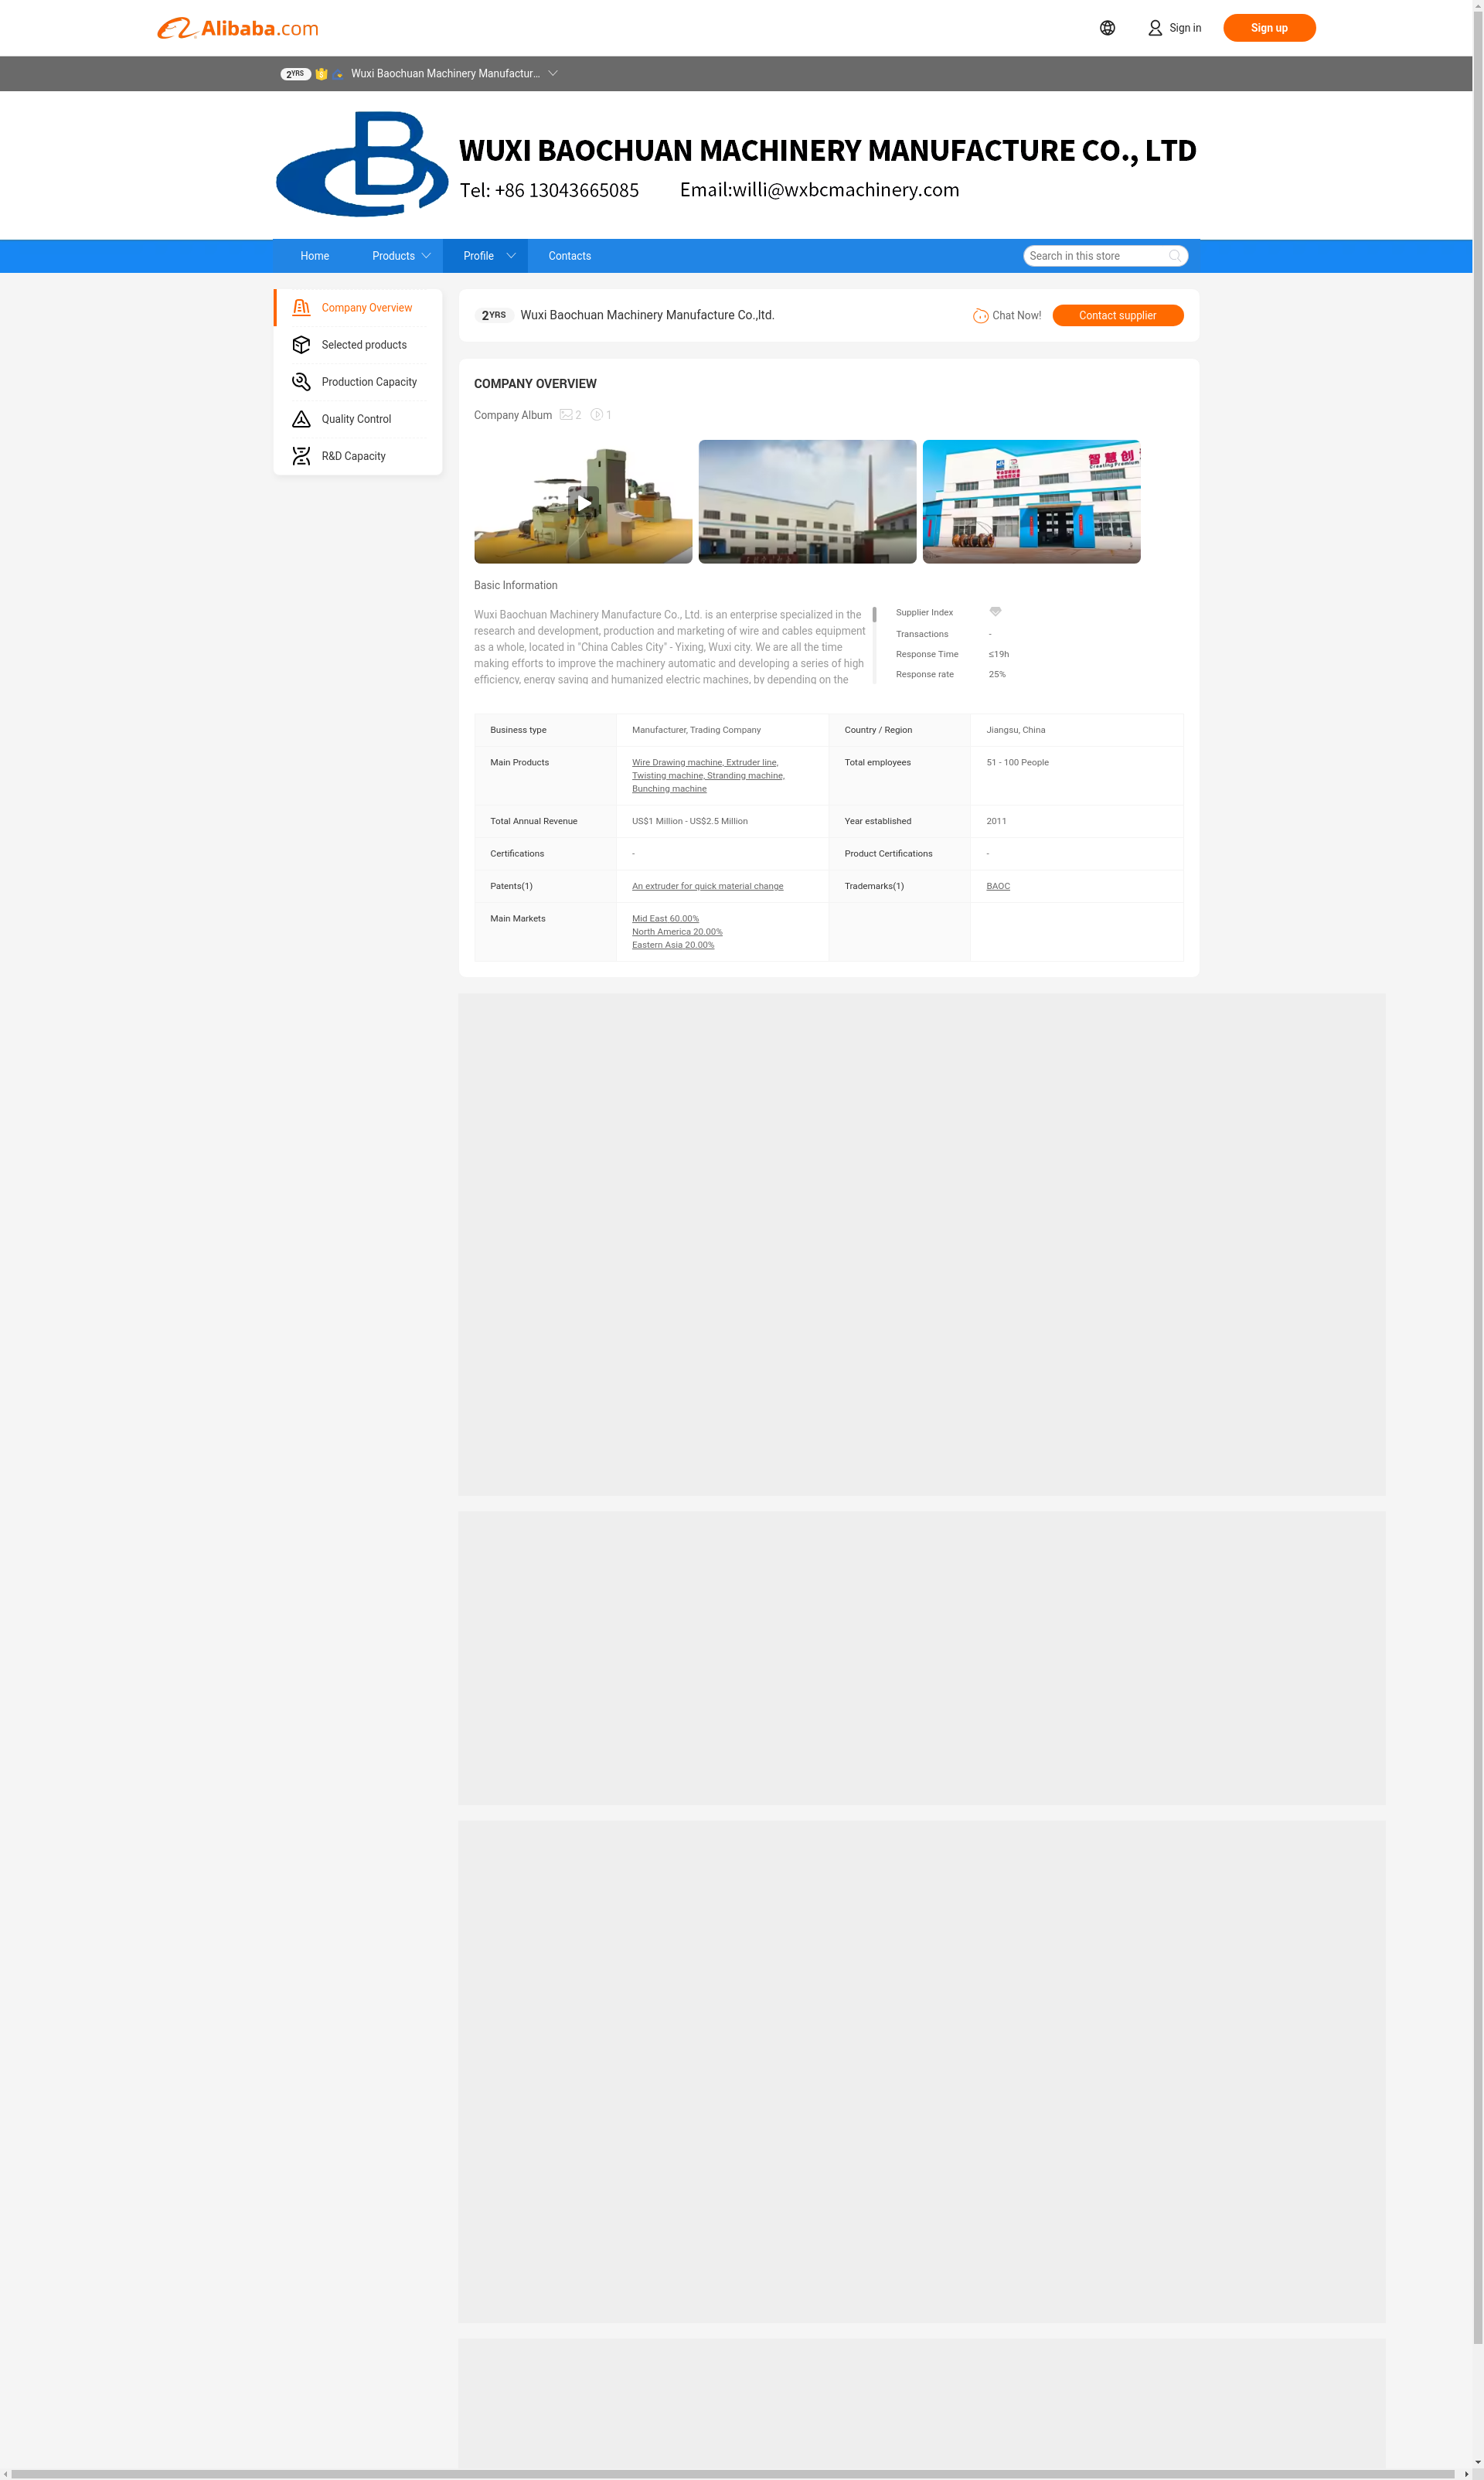 Alibaba.com
Sign in
Sign up
2YRS Wuxi Baochuan Machinery Manufactur...
WUXI BAOCHUAN MACHINERY MANUFACTURE CO., LTD
Tel: +86 13043665085 Email:willi@wxbcmachinery.com
Home Products Profile Contacts Search in this store
Company Overview
Selected products
Production Capacity
Quality Control
R&D Capacity
2YRS Wuxi Baochuan Machinery Manufacture Co.,ltd.
Chat Now! Contact supplier
COMPANY OVERVIEW
Company Album 2 1
智慧创
Creating Premium
Basic Information
Wuxi Baochuan Machinery Manufacture Co., Ltd. is an enterprise specialized in the
research and development, production and marketing of wire and cables equipment
as a whole, located in "China Cables City" - Yixing, Wuxi city. We are all the time
making efforts to improve the machinery automatic and developing a series of high
efficiency, energy saving and humanized electric machines, by depending on the
Supplier Index
Transactions -
Response Time ≤19h
Response rate 25%
Business type Manufacturer, Trading Company Country / Region Jiangsu, China
Main Products Wire Drawing machine, Extruder line, Total employees 51 - 100 People
Twisting machine, Stranding machine,
Bunching machine
Total Annual Revenue US$1 Million - US$2.5 Million Year established 2011
Certifications - Product Certifications -
Patents(1) An extruder for quick material change Trademarks(1) BAOC
Main Markets Mid East 60.00%
North America 20.00%
Eastern Asia 20.00%